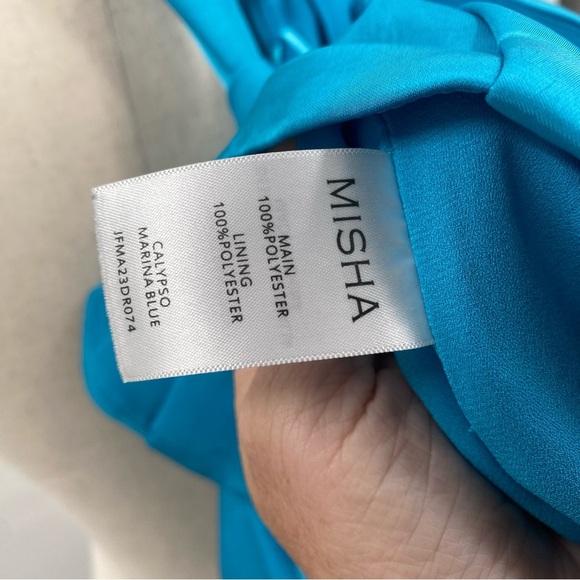 MISHA
MAIN
100%POLYESTER
LINING
100%POLYESTER
CALYPSO
MARINA BLUE
JFMA23DR074